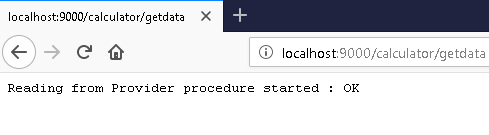 localhost:9000/calculator/getdata
localhost:9000/calculator/getdata
Reading from Provider procedure started : OK